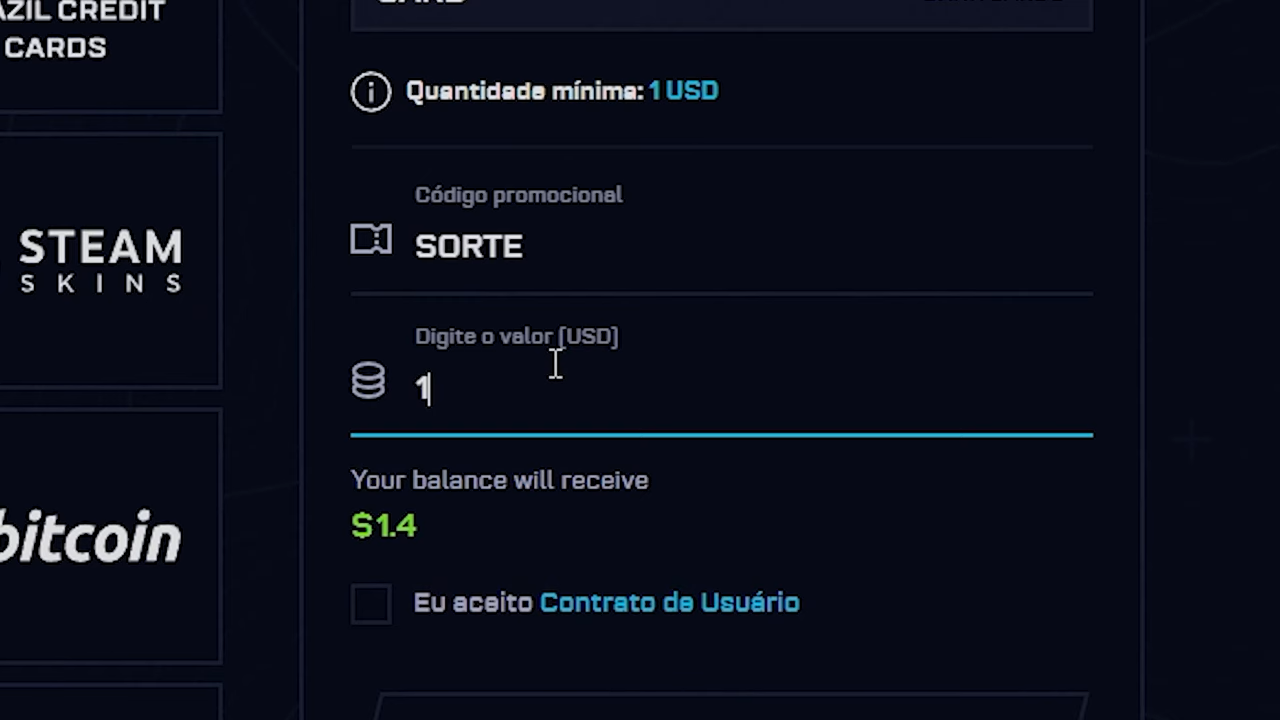 CREDIT
CARDS
Quantidade mínima: 1 USD
Código promocional
SORTE
Digite o valor [USD]
1
Your balance will receive
$1.4
Eu aceito Contrato de Usuário
STEAM
SKINS
bitcoin